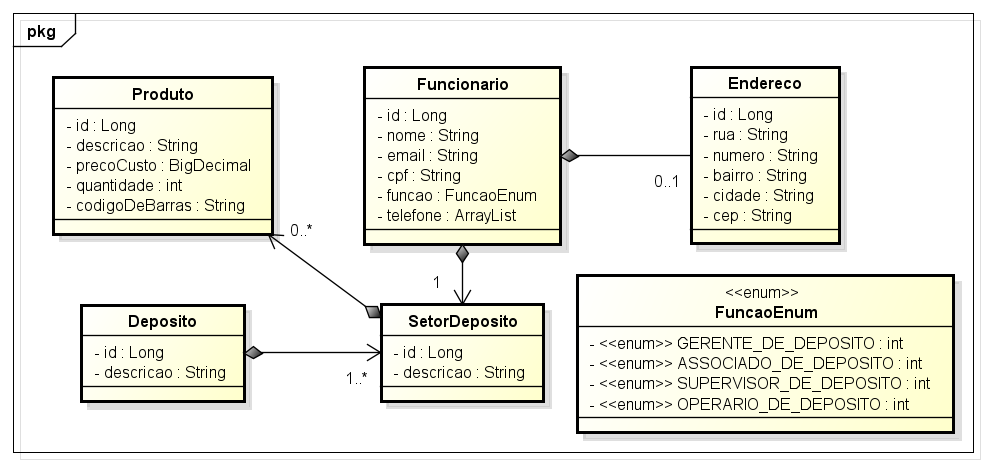 pkg
Produto
- id : Long
- descricao : String
- precoCusto : BigDecimal
- quantidade : int
- codigoDeBarras : String
Funcionario
- id : Long
- nome : String
- email : String
- cpf : String
- funcao : FuncaoEnum
- telefone : ArrayList
Endereco
- id : Long
- rua : String
- numero : String
- bairro : String
- cidade : String
- cep : String
0..1
0..*
1
Deposito
- id : Long
- descricao : String
1..*
SetorDeposito
- id : Long
- descricao : String
<<enum>>
FuncaoEnum
- <<enum>> GERENTE_DE_DEPOSITO : int
- <<enum>> ASSOCIADO_DE_DEPOSITO : int
- <<enum>> SUPERVISOR_DE_DEPOSITO : int
- <<enum>> OPERARIO_DE_DEPOSITO : int